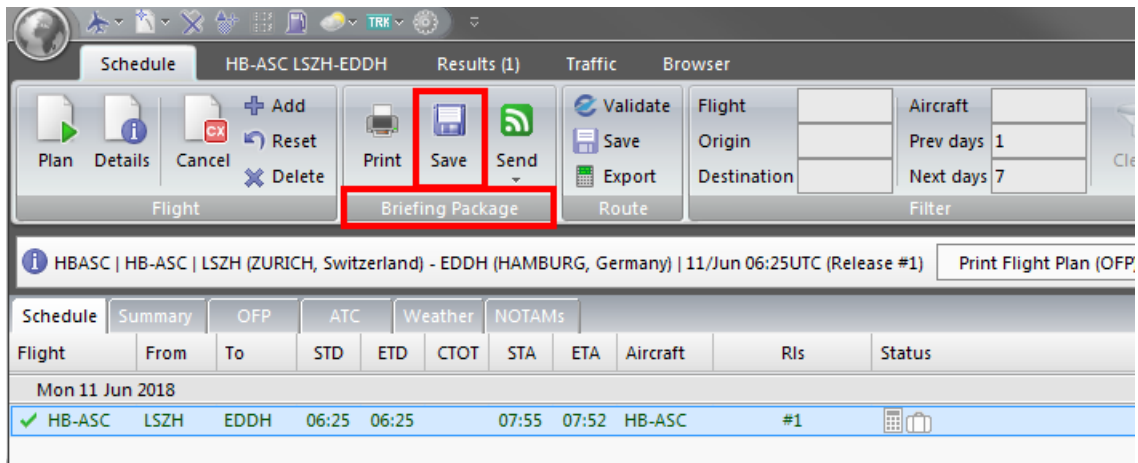 TRK
Schedule HB-ASC LSZH-EDDH Results (1) Traffic Browser
Add Validate Flight Aircraft
CX Reset Save Origin Prev days 1
Plan Details Cancel Print Save Send Cle
Delete Export Destination Next days 7
Flight Briefing Package Route Filter
HBASC | HB-ASC | LSZH (ZURICH, Switzerland) - EDDH (HAMBURG, Germany) | 11/Jun 06:25UTC (Release #1) Print Flight Plan (OFP)
Schedule Summary OFP ATC Weather NOTAMs
Flight From To STD ETD CTOT STA ETA Aircraft Rls Status
Mon 11 Jun 2018
HB-ASC LSZH EDDH 06:25 06:25 07:55 07:52 HB-ASC #1